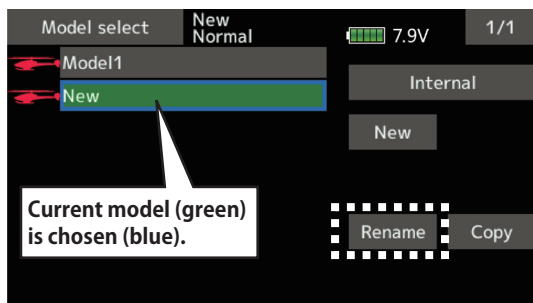 Model select
New
Normal
7.9V
1/1
Model1
New
Internal
New
Current model (green)
is chosen (blue).
Rename
Copy